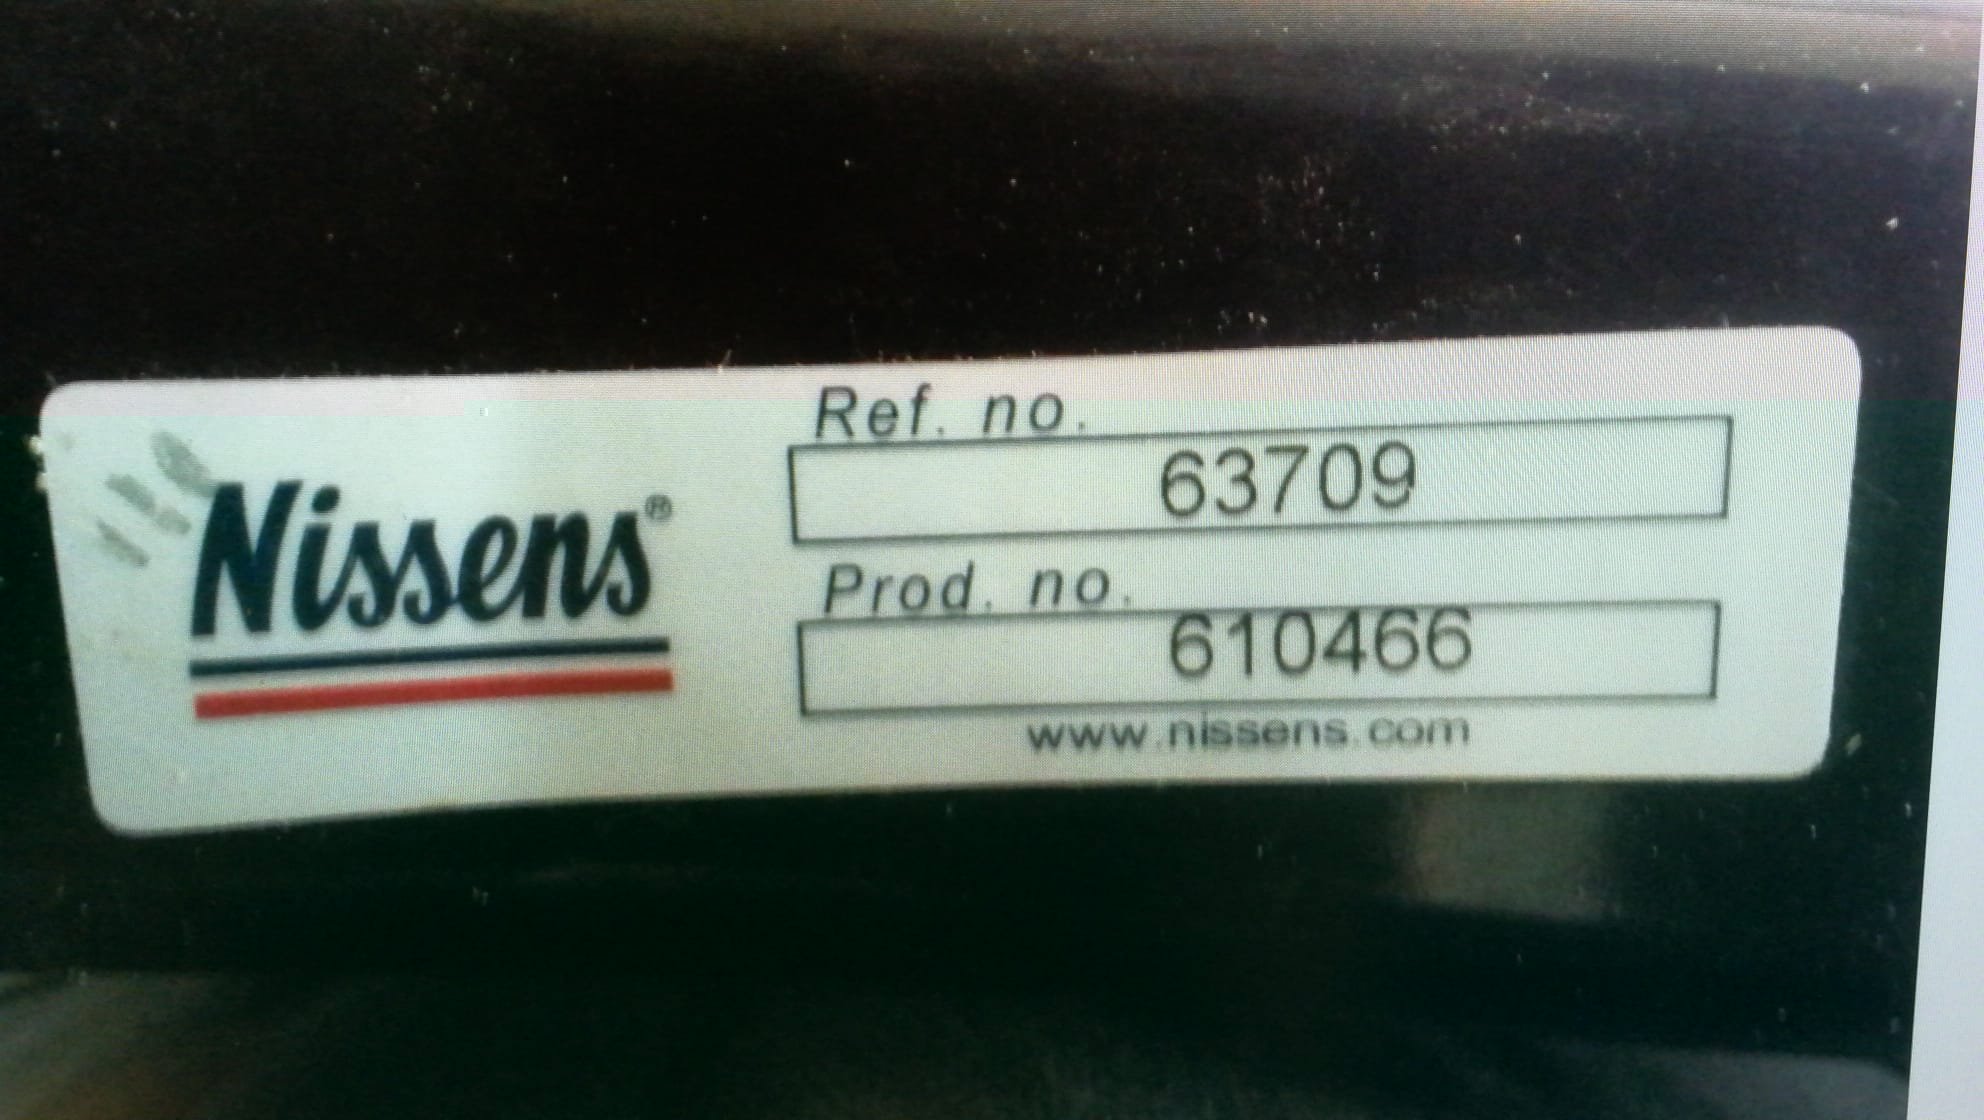 Nissens®
Ref. no.
63709
Prod. no.
610466
www.nissens.com